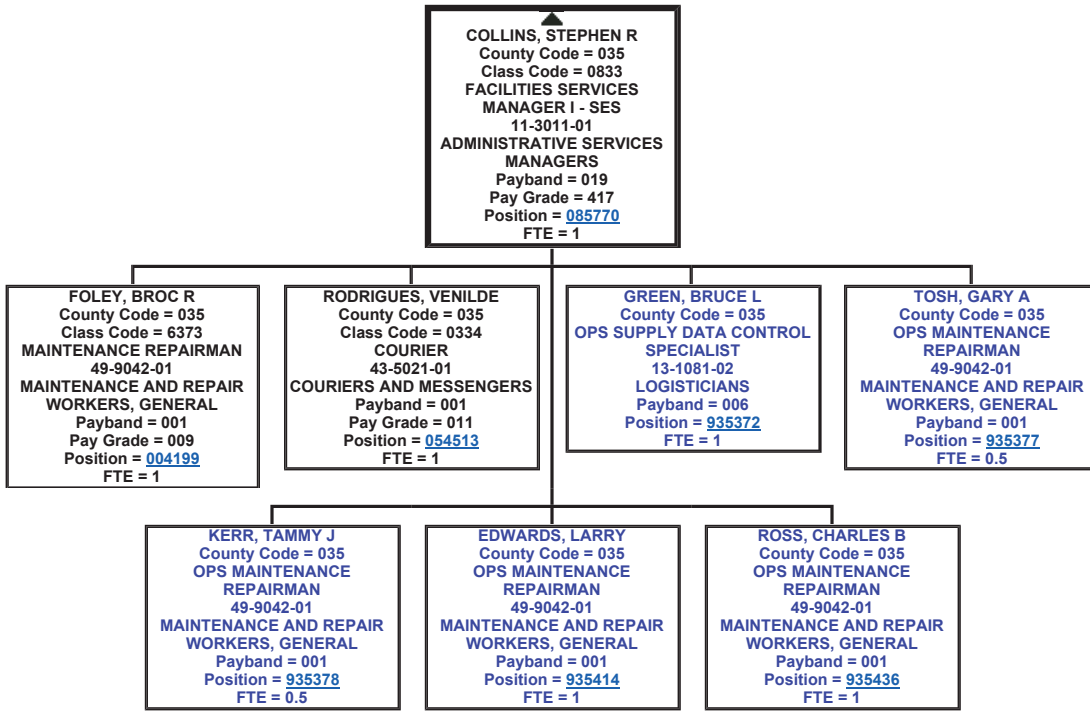 COLLINS, STEPHEN R
County Code = 035
Class Code = 0833
FACILITIES SERVICES
MANAGER I - SES
11-3011-01
ADMINISTRATIVE SERVICES
MANAGERS
Payband = 019
Pay Grade = 417
Position = 085770
FTE = 1
FOLEY, BROC R
County Code = 035
Class Code = 6373
MAINTENANCE REPAIRMAN
49-9042-01
MAINTENANCE AND REPAIR
WORKERS, GENERAL
Payband = 001
Pay Grade = 009
Position = 004199
FTE = 1
RODRIGUES, VENILDE
County Code = 035
Class Code = 0334
COURIER
43-5021-01
COURIERS AND MESSENGERS
Payband = 001
Pay Grade = 011
Position = 054513
FTE = 1
GREEN, BRUCE L
County Code = 035
OPS SUPPLY DATA CONTROL
SPECIALIST
13-1081-02
LOGISTICIANS
Payband = 006
Position = 935372
FTE = 1
TOSH, GARY A
County Code = 035
OPS MAINTENANCE
REPAIRMAN
49-9042-01
MAINTENANCE AND REPAIR
WORKERS, GENERAL
Payband = 001
Position = 935377
FTE = 0.5
KERR, TAMMY J
County Code = 035
OPS MAINTENANCE
REPAIRMAN
49-9042-01
MAINTENANCE AND REPAIR
WORKERS, GENERAL
Payband = 001
Position = 935378
FTE = 0.5
EDWARDS, LARRY
County Code = 035
OPS MAINTENANCE
REPAIRMAN
49-9042-01
MAINTENANCE AND REPAIR
WORKERS, GENERAL
Payband = 001
Position = 935414
FTE = 1
ROSS, CHARLES B
County Code = 035
OPS MAINTENANCE
REPAIRMAN
49-9042-01
MAINTENANCE AND REPAIR
WORKERS, GENERAL
Payband = 001
Position = 935436
FTE = 1